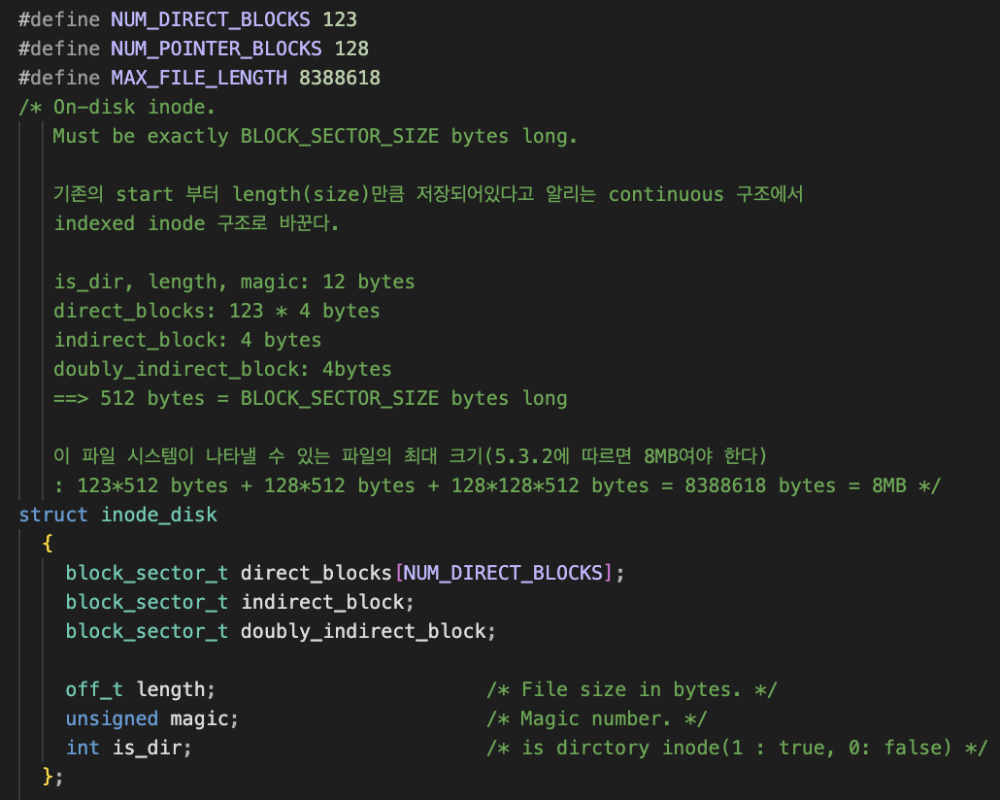 #define NUM_DIRECT_BLOCKS 123
#define NUM_POINTER_BLOCKS 128
#define MAX_FILE_LENGTH 8388618
/* On-disk inode.
Must be exactly BLOCK_SECTOR_SIZE bytes long.
기존의 start 부터 length(size)만큼 저장되어있다고 알리는 continuous 구조에서
indexed inode 구조로 바꾼다.
is_dir, length, magic: 12 bytes
direct_blocks: 123 * 4 bytes
indirect_block: 4 bytes
doubly_indirect_block: 4bytes
==> 512 bytes = BLOCK_SECTOR_SIZE bytes long
이 파일 시스템이 나타낼 수 있는 파일의 최대 크기(5.3.2에 따르면 8MB여야 한다)
: 123*512 bytes + 128*512 bytes + 128*128*512 bytes = 8388618 bytes = 8MB */
struct inode_disk
{
block_sector_t direct_blocks[NUM_DIRECT_BLOCKS];
block_sector_t indirect_block;
block_sector_t doubly_indirect_block;
off_t length; /* File size in bytes. */
unsigned magic; /* Magic number. */
int is_dir; /* is dirctory inode(1 : true, 0: false) */
};